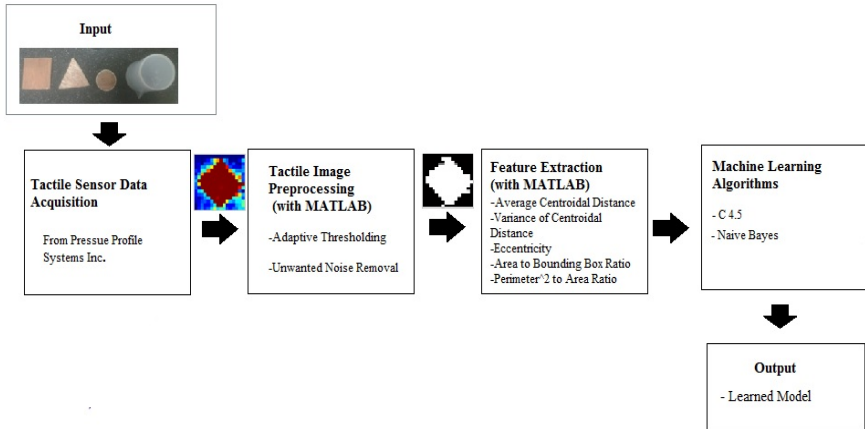 Input
Tactile Sensor Data
Acquisition
From Pressue Profile
Systems Inc.
Tactile Image
Preprocessing
(with MATLAB)
-Adaptive Thresholding
-Unwanted Noise Removal
Feature Extraction
(with MATLAB)
-Average Centroidal Distance
-Variance of Centroidal
Distance
-Eccentricity
-Area to Bounding Box Ratio
-Perimeter^2 to Area Ratio
Machine Learning
Algorithms
- C 4.5
- Naive Bayes
Output
- Learned Model